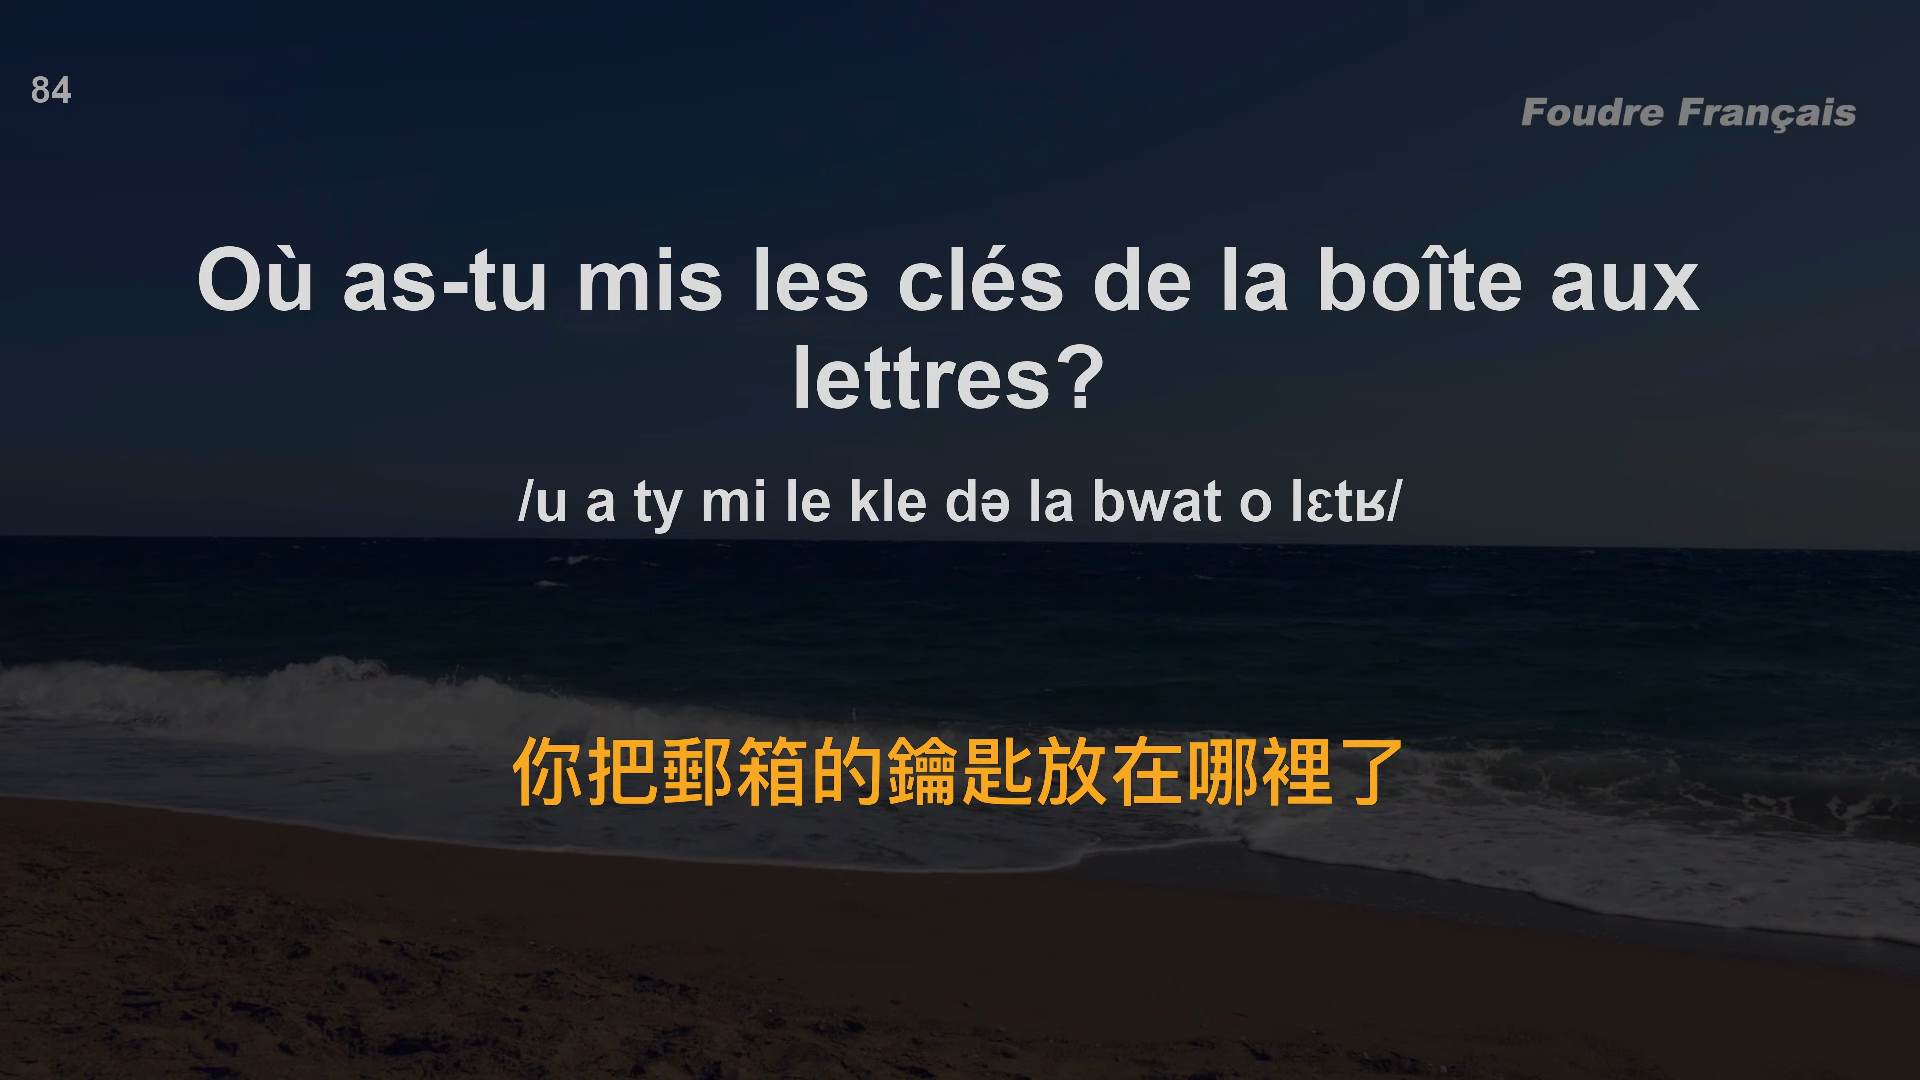 84
Foudre Français
Où as-tu mis les clés de la boîte aux
lettres?
/u a ty mi le kle də la bwat o lɛtʁ/
你把郵箱的鑰匙放在哪裡了